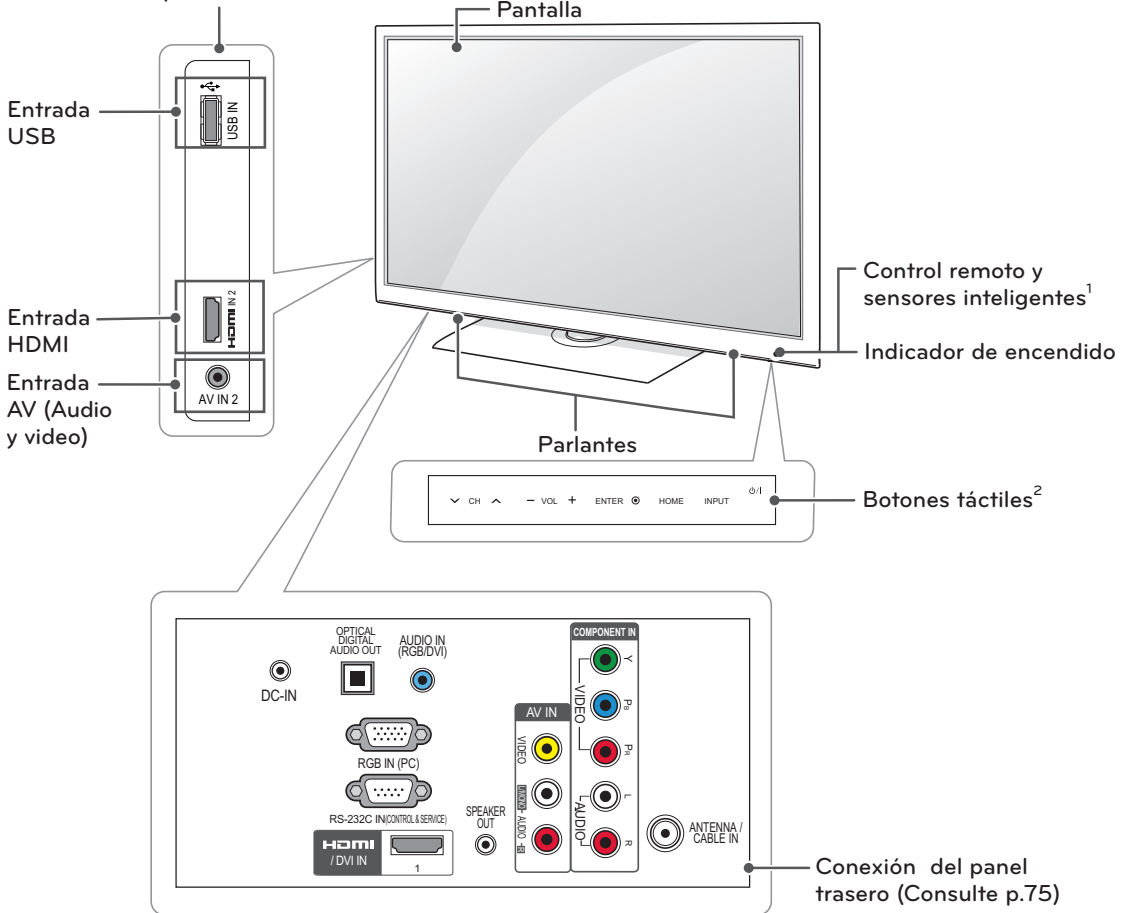 Pantalla
Entrada
USB
USB IN
Entrada
HDMI
HDMI IN 2
Entrada
AV (Audio
y video)
AV IN 2
Control remoto y
sensores inteligentes¹
Indicador de encendido
Parlantes
CH - VOL + ENTER HOME INPUT
Botones táctiles²
DC-IN
OPTICAL
DIGITAL
AUDIO OUT
AUDIO IN
(RGB/DVI)
RGB IN (PC)
RS-232C IN(CONTROL & SERVICE)
HDMI
/ DVI IN
1
SPEAKER
OUT
AV IN
VIDEO
L/MONO - AUDIO - R
COMPONENT IN
VIDEO
Y
PB
PR
AUDIO
L
R
ANTENNA /
CABLE IN
Conexión del panel
trasero (Consulte p.75)